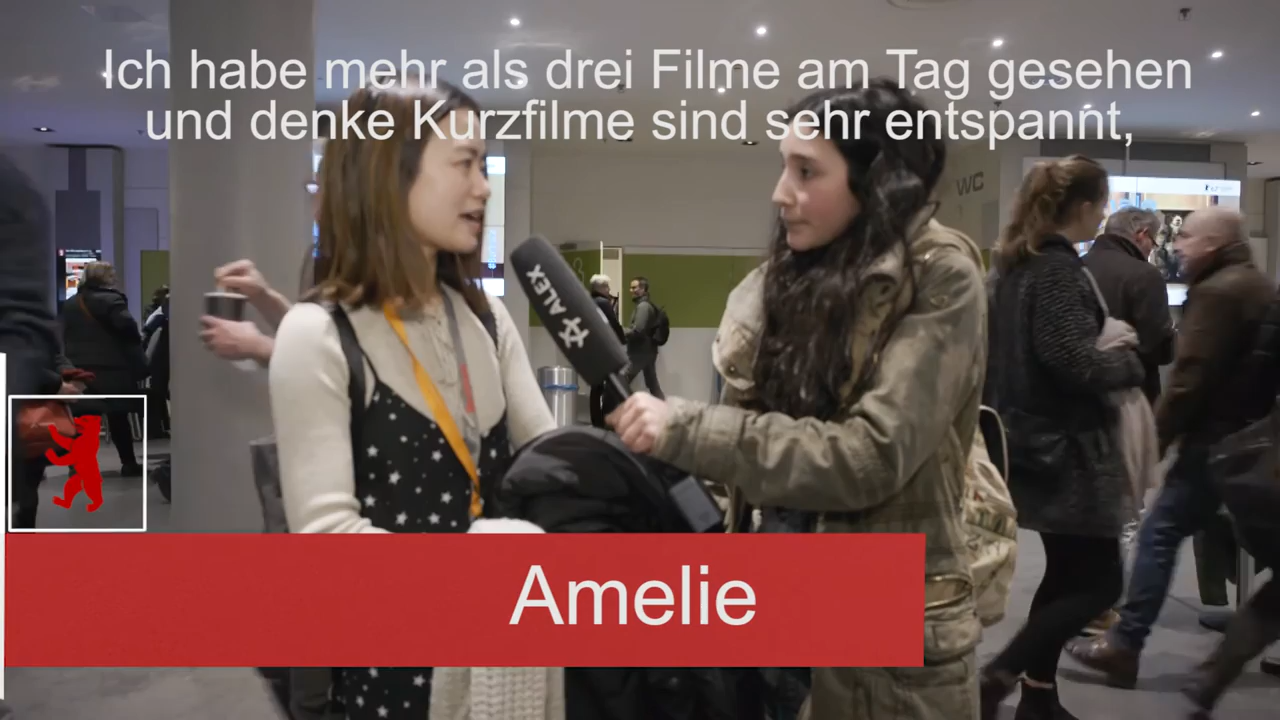 Ich habe mehr als drei Filme am Tag gesehen
und denke Kurzfilme sind sehr entspannt,
WC
ALEX
Amelie